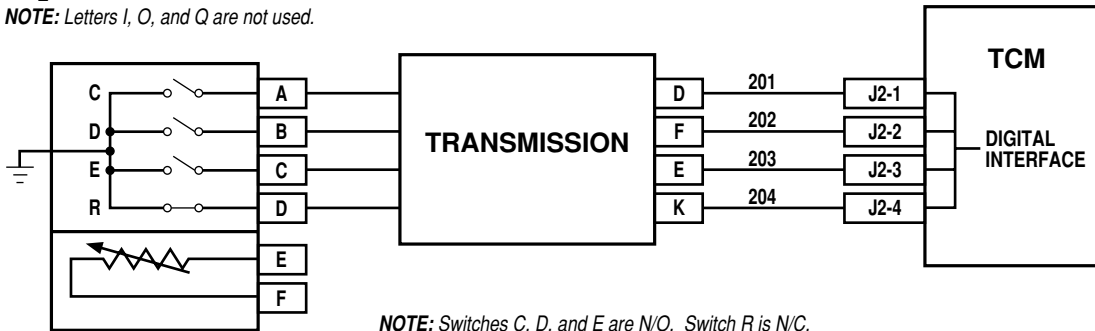 NOTE: Letters I, O, and Q are not used.
TCM
C A D 201 J2-1
D B F 202 J2-2
TRANSMISSION
DIGITAL
INTERFACE
E C E 203 J2-3
R D K 204 J2-4
E
F
NOTE: Switches C, D, and E are N/O. Switch R is N/C.